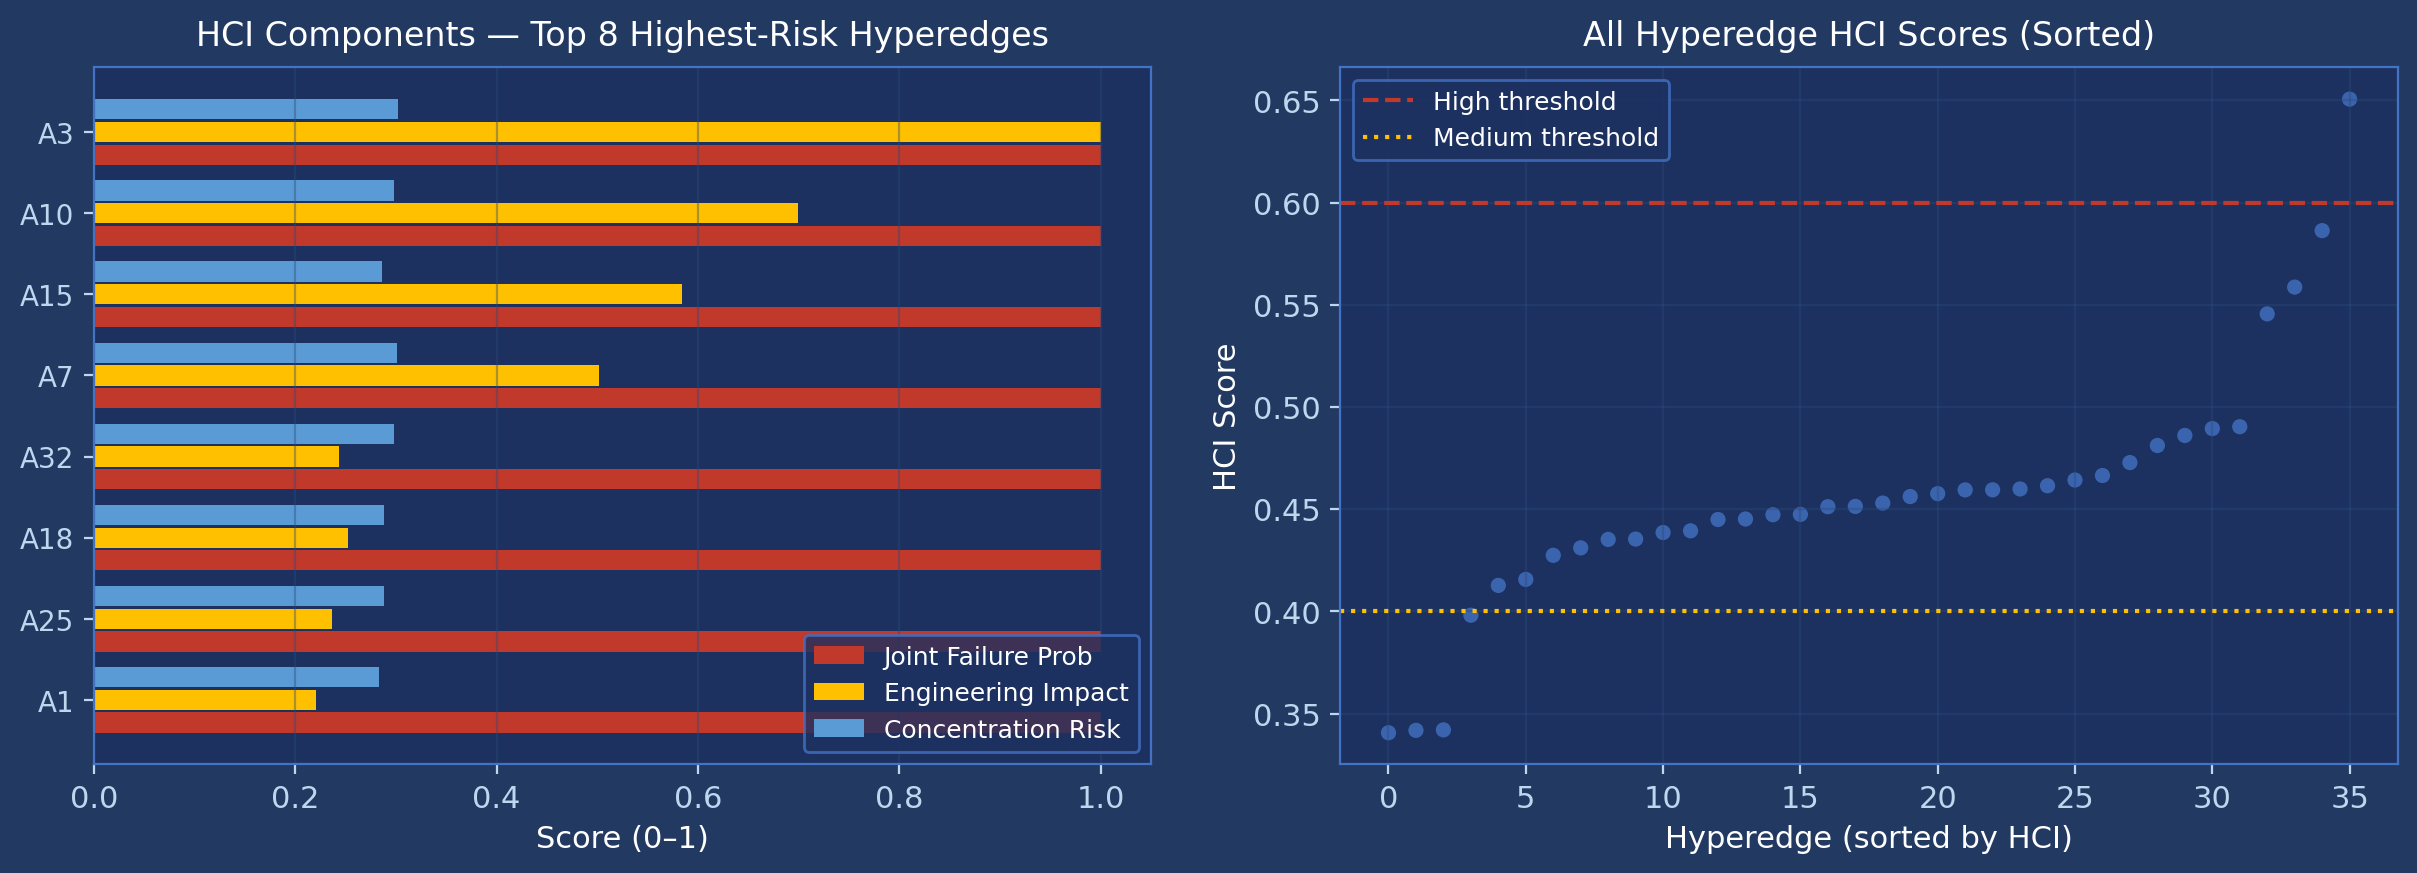 HCI Components — Top 8 Highest-Risk Hyperedges
A3
A10
A15
A7
A32
A18
A25
A1
Joint Failure Prob
Engineering Impact
Concentration Risk
0.0 0.2 0.4 0.6 0.8 1.0
Score (0–1)
All Hyperedge HCI Scores (Sorted)
High threshold
Medium threshold
HCI Score
0.65
0.60
0.55
0.50
0.45
0.40
0.35
0 5 10 15 20 25 30 35
Hyperedge (sorted by HCI)